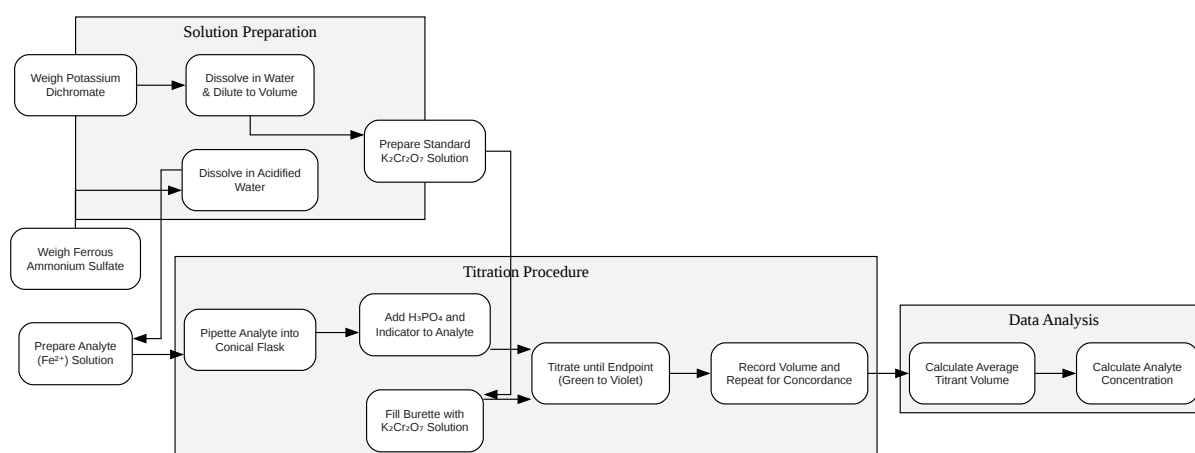 Solution Preparation
Weigh Potassium
Dichromate
Dissolve in Water
& Dilute to Volume
Prepare Standard
K₂Cr₂O₇ Solution
Dissolve in Acidified
Water
Weigh Ferrous
Ammonium Sulfate
Prepare Analyte
(Fe²⁺) Solution
Titration Procedure
Pipette Analyte into
Conical Flask
Add H₃PO₄ and
Indicator to Analyte
Fill Burette with
K₂Cr₂O₇ Solution
Titrate until Endpoint
(Green to Violet)
Record Volume and
Repeat for Concordance
Data Analysis
Calculate Average
Titrant Volume
Calculate Analyte
Concentration